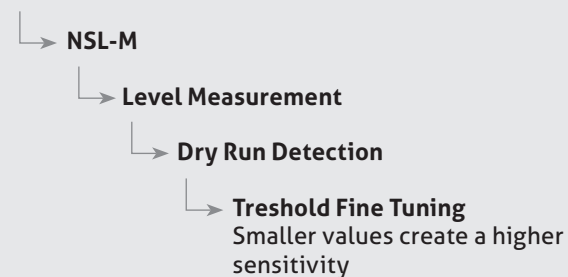 NSL-M
Level Measurement
Dry Run Detection
Treshold Fine Tuning
Smaller values create a higher
sensitivity